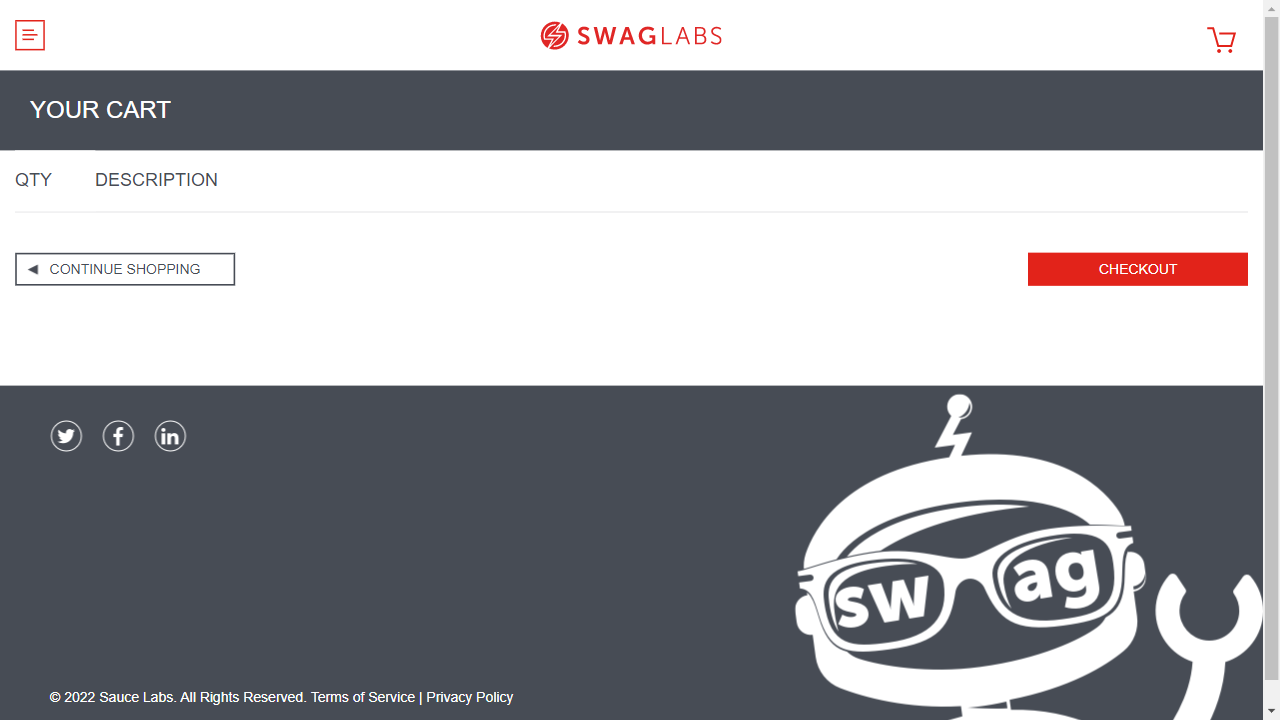 SWAGLABS
YOUR CART
QTY DESCRIPTION
CONTINUE SHOPPING CHECKOUT
sw ag
© 2022 Sauce Labs. All Rights Reserved. Terms of Service | Privacy Policy